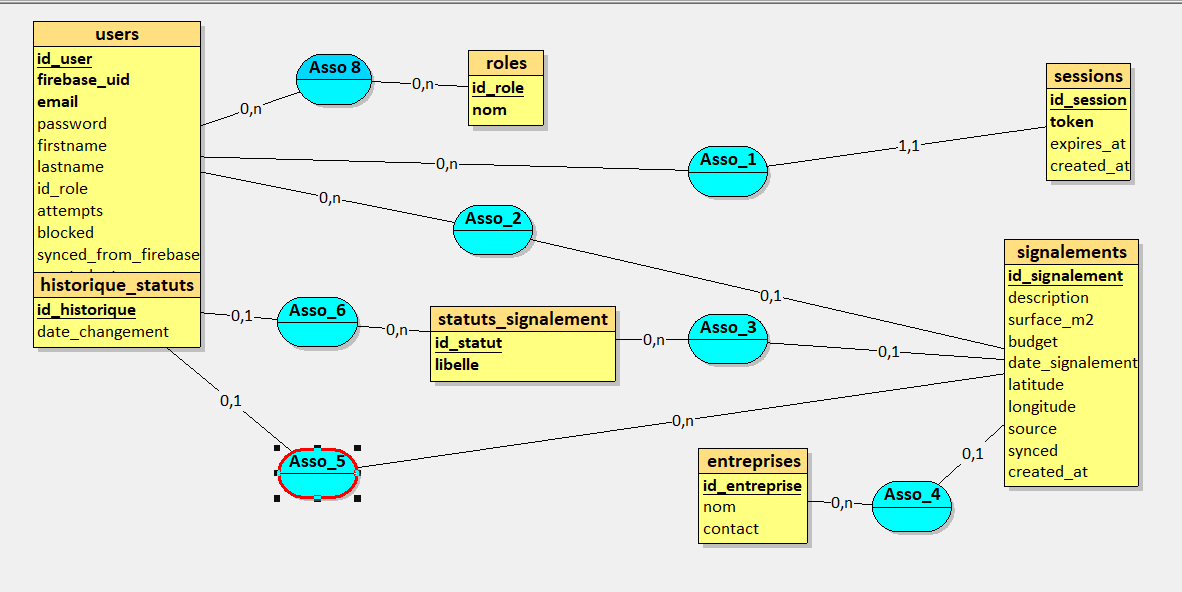 users
id_user
firebase_uid
email
password
firstname
lastname
id_role
attempts
blocked
synced_from_firebase
historique_statuts
id_historique
date_changement
Asso 8
0,n
0,n
roles
id_role
nom
0,n
Asso_1
1,1
sessions
id_session
token
expires_at
created_at
0,n
Asso_2
0,1
0,1
Asso_6
0,n
statuts_signalement
id_statut
libelle
0,n
Asso_3
0,1
signalements
id_signalement
description
surface_m2
budget
date_signalement
latitude
longitude
source
synced
created_at
0,1
Asso_5
0,n
entreprises
id_entreprise
nom
contact
0,n
Asso_4
0,1